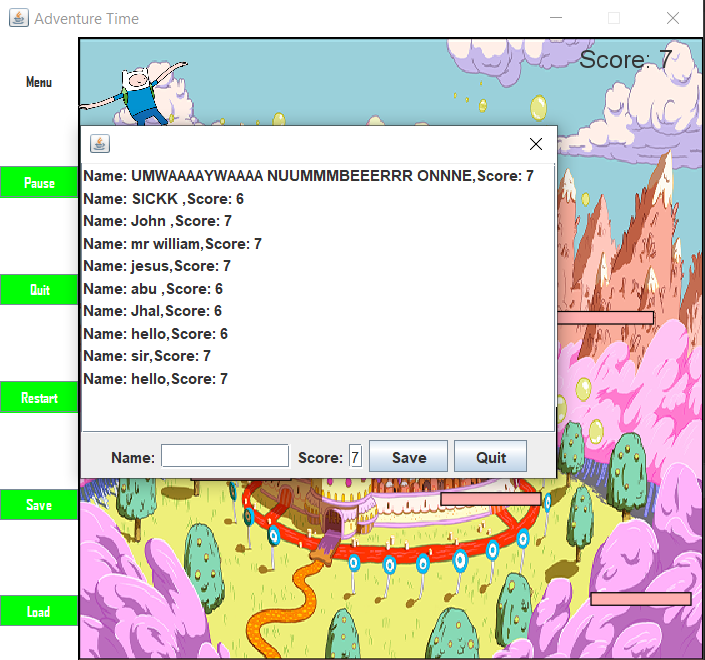 Adventure Time
Menu
Score: 7
Name: UMWAAAAYWAAAA NUUMMMBEEERRR ONNNE,Score: 7
Pause
Name: SICKK ,Score: 6
Name: John ,Score: 7
Name: mr william,Score: 7
Name: jesus,Score: 7
Name: abu ,Score: 6
Quit
Name: Jhal,Score: 6
Name: hello,Score: 6
Name: sir,Score: 7
Name: hello,Score: 7
Restart
Name: Score: 7 Save Quit
Save
Load